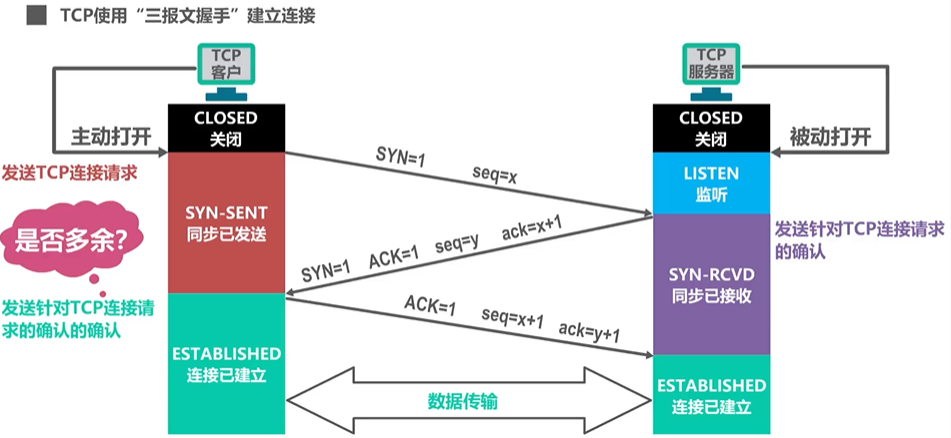 TCP使用“三报文握手”建立连接
TCP
客户
TCP
服务器
CLOSED
关闭
CLOSED
关闭
主动打开
被动打开
发送TCP连接请求
SYN=1 seq=x
LISTEN
监听
SYN-SENT
同步已发送
是否多余？
SYN=1 ACK=1 seq=y ack=x+1
发送针对TCP连接请求
的确认
SYN-RCVD
同步已接收
发送针对TCP连接请
求的确认的确认
ACK=1 seq=x+1 ack=y+1
ESTABLISHED
连接已建立
数据传输
ESTABLISHED
连接已建立